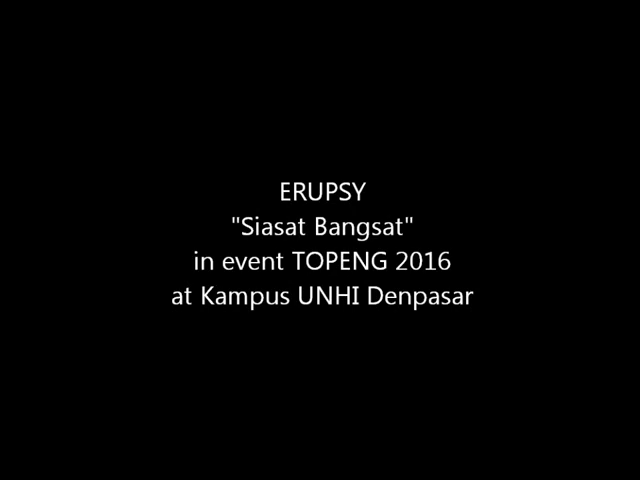 ERUPSY
"Siasat Bangsat"
in event TOPENG 2016
at Kampus UNHI Denpasar